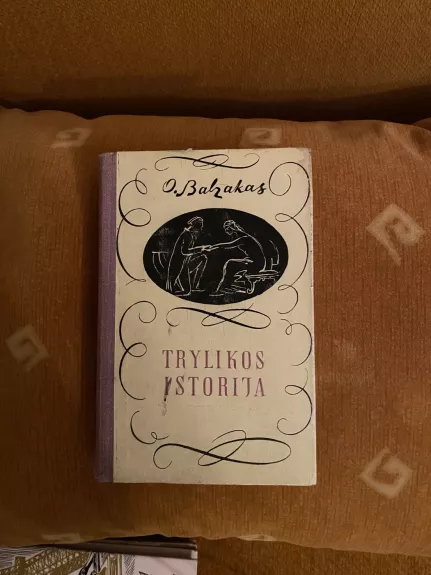 O. Balzakas
TRYLIKOS
ISTORIJA